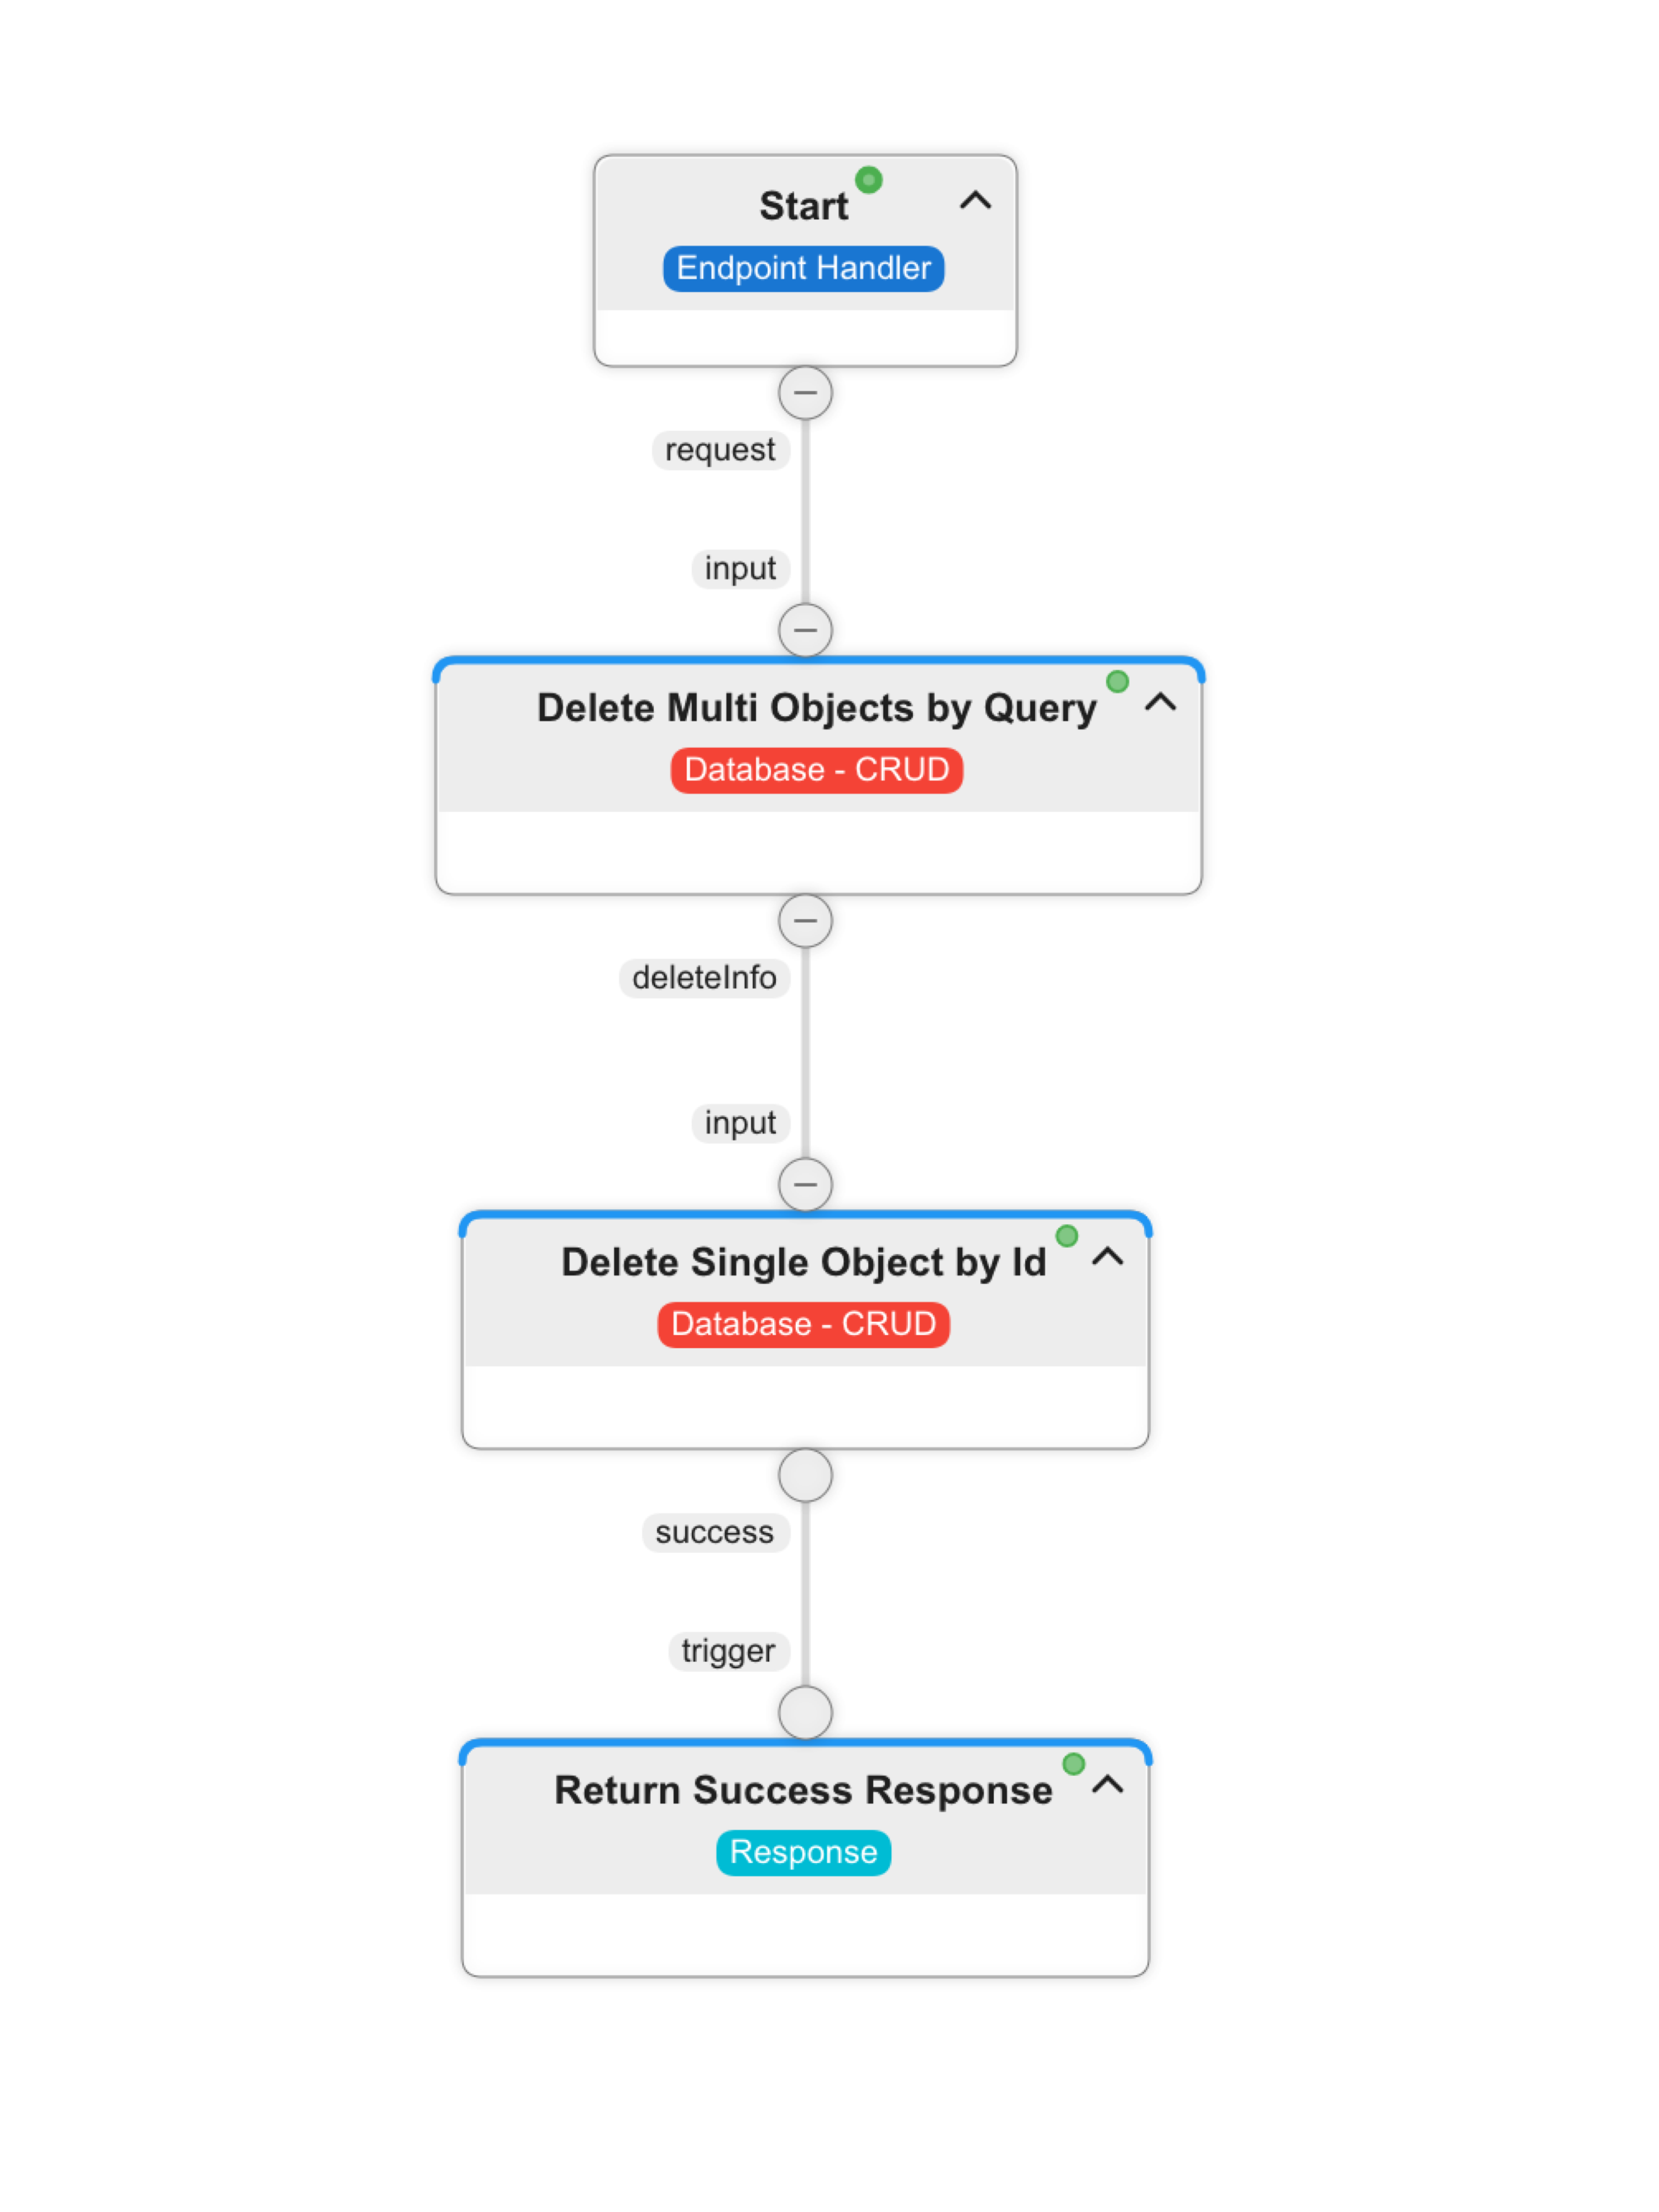 Start
Endpoint Handler
request
input
Delete Multi Objects by Query
Database - CRUD
deleteInfo
input
Delete Single Object by Id
Database - CRUD
success
trigger
Return Success Response
Response